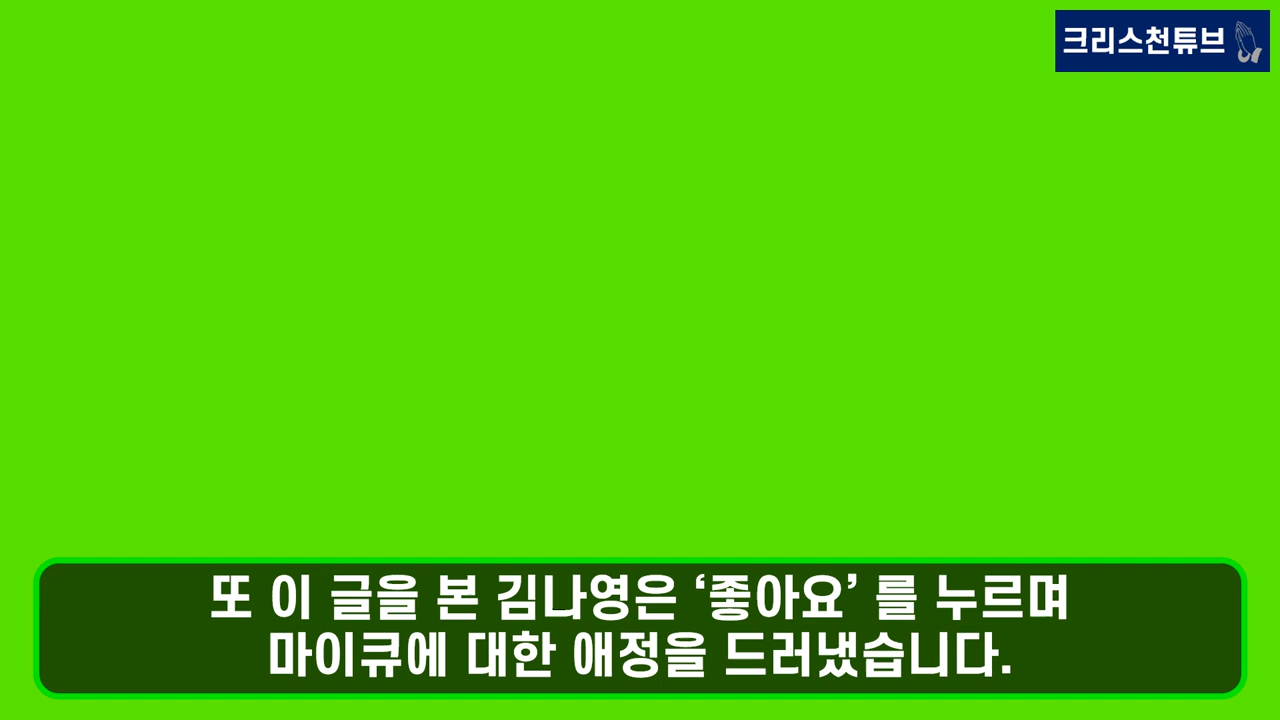 크리스천튜브
또 이 글을 본 김나영은 ‘좋아요’ 를 누르며
마이큐에 대한 애정을 드러냈습니다.